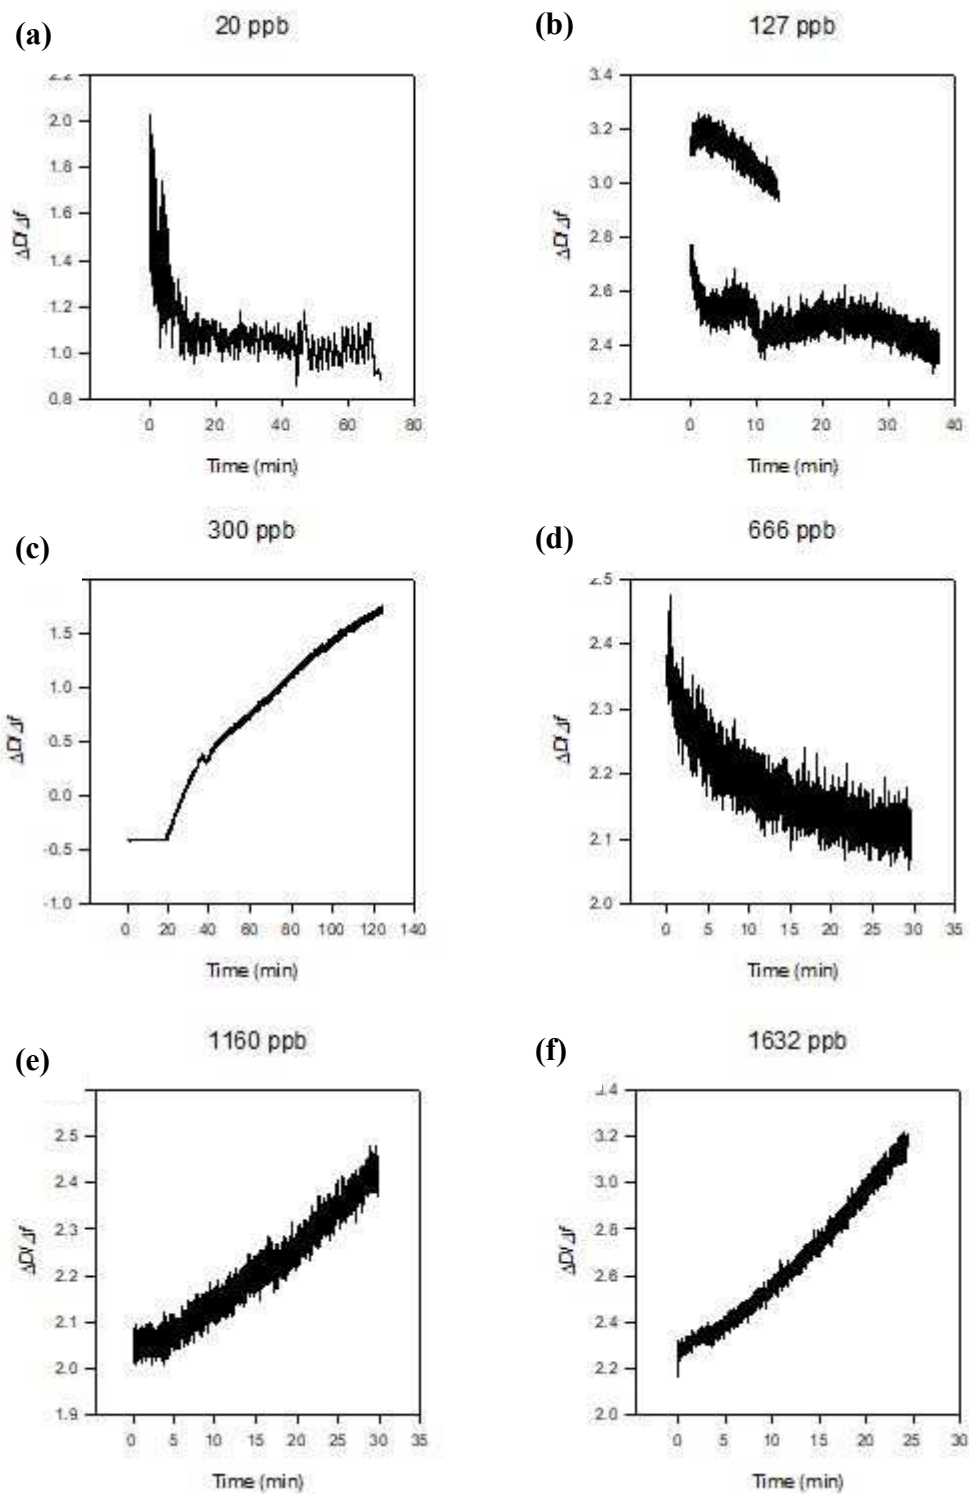 (a)
20 ppb
2.2
2.0
1.8
1.6
1.4
1.2
1.0
0.8
ΔD/Δf
0 20 40 60 80
Time (min)
(b)
127 ppb
3.4
3.2
3.0
2.8
2.6
2.4
2.2
ΔD/Δf
0 10 20 30 40
Time (min)
(c)
300 ppb
1.5
1.0
0.5
0.0
-0.5
-1.0
ΔD/Δf
0 20 40 60 80 100 120 140
Time (min)
(d)
666 ppb
2.5
2.4
2.3
2.2
2.1
2.0
ΔD/Δf
0 5 10 15 20 25 30 35
Time (min)
(e)
1160 ppb
2.5
2.4
2.3
2.2
2.1
2.0
1.9
ΔD/Δf
0 5 10 15 20 25 30 35
Time (min)
(f)
1632 ppb
3.4
3.2
3.0
2.8
2.6
2.4
2.2
2.0
ΔD/Δf
0 5 10 15 20 25 30
Time (min)